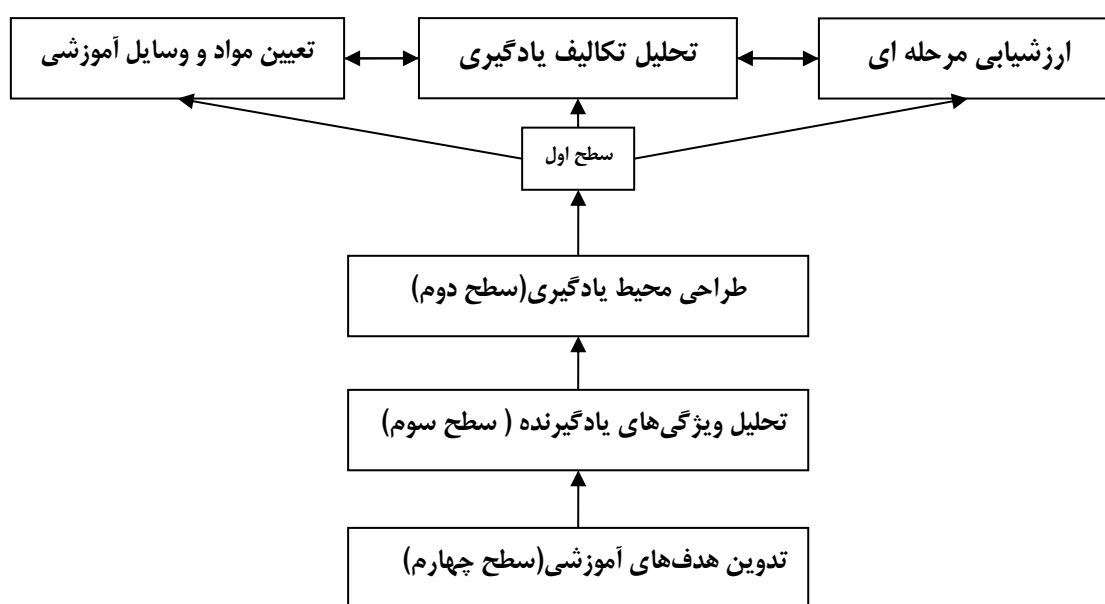 ارزشیابی مرحله ای
تحلیل تکالیف یادگیری
تعیین مواد و وسایل آموزشی
سطح اول
طراحی محیط یادگیری(سطح دوم)
تحلیل ویژگی‌های یادگیرنده ( سطح سوم)
تدوین هدف‌های آموزشی(سطح چهارم)